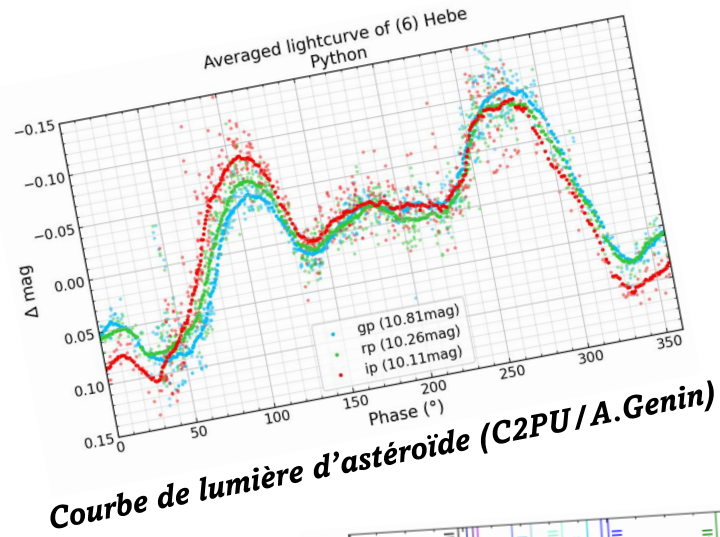 Averaged lightcurve of (6) Hebe
Python
−0.15
−0.10
−0.05
0.00
0.05
0.10
0.15
Δ mag
gp (10.81mag)
rp (10.26mag)
ip (10.11mag)
0 50 100 150 200 250 300 350
Phase (°)
Courbe de lumière d’astéroïde (C2PU/A.Genin)